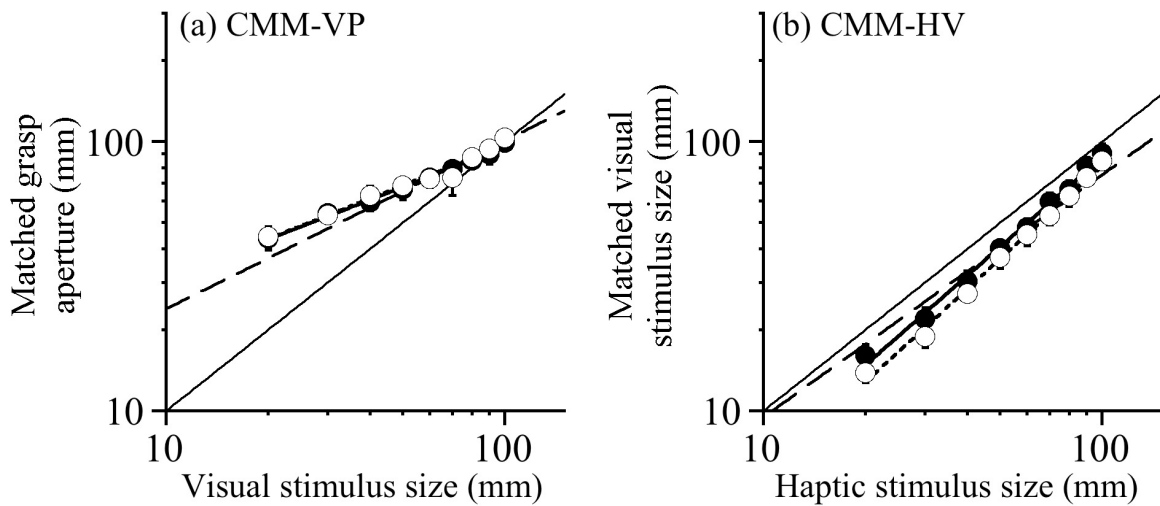 (a) CMM-VP
Matched grasp
aperture (mm)
100
10
10
100
Visual stimulus size (mm)
(b) CMM-HV
Matched visual
stimulus size (mm)
100
10
10
100
Haptic stimulus size (mm)